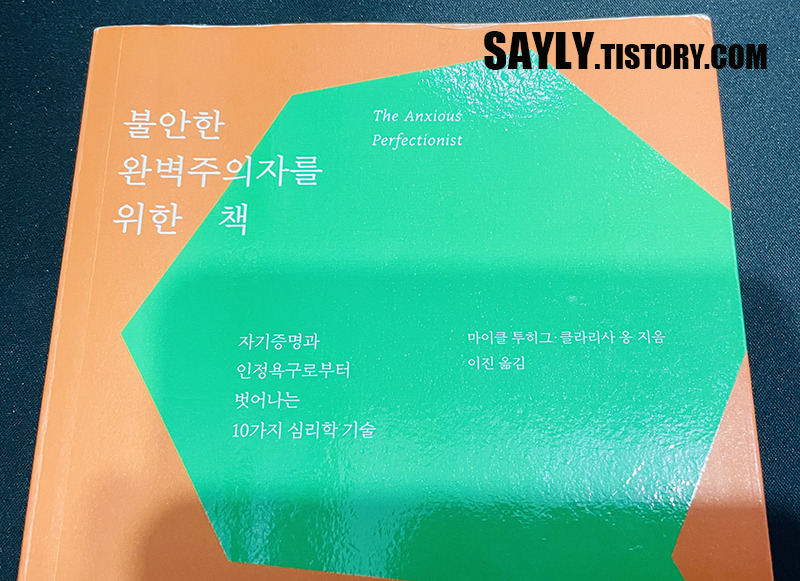 SAYLY.TISTORY.COM
불안한
완벽주의자를
위한 책
The Anxious
Perfectionist
자기증명과
인정욕구로부터
벗어나는
10가지 심리학 기술
마이클 투히그·클라리사 옹 지음
이진 옮김